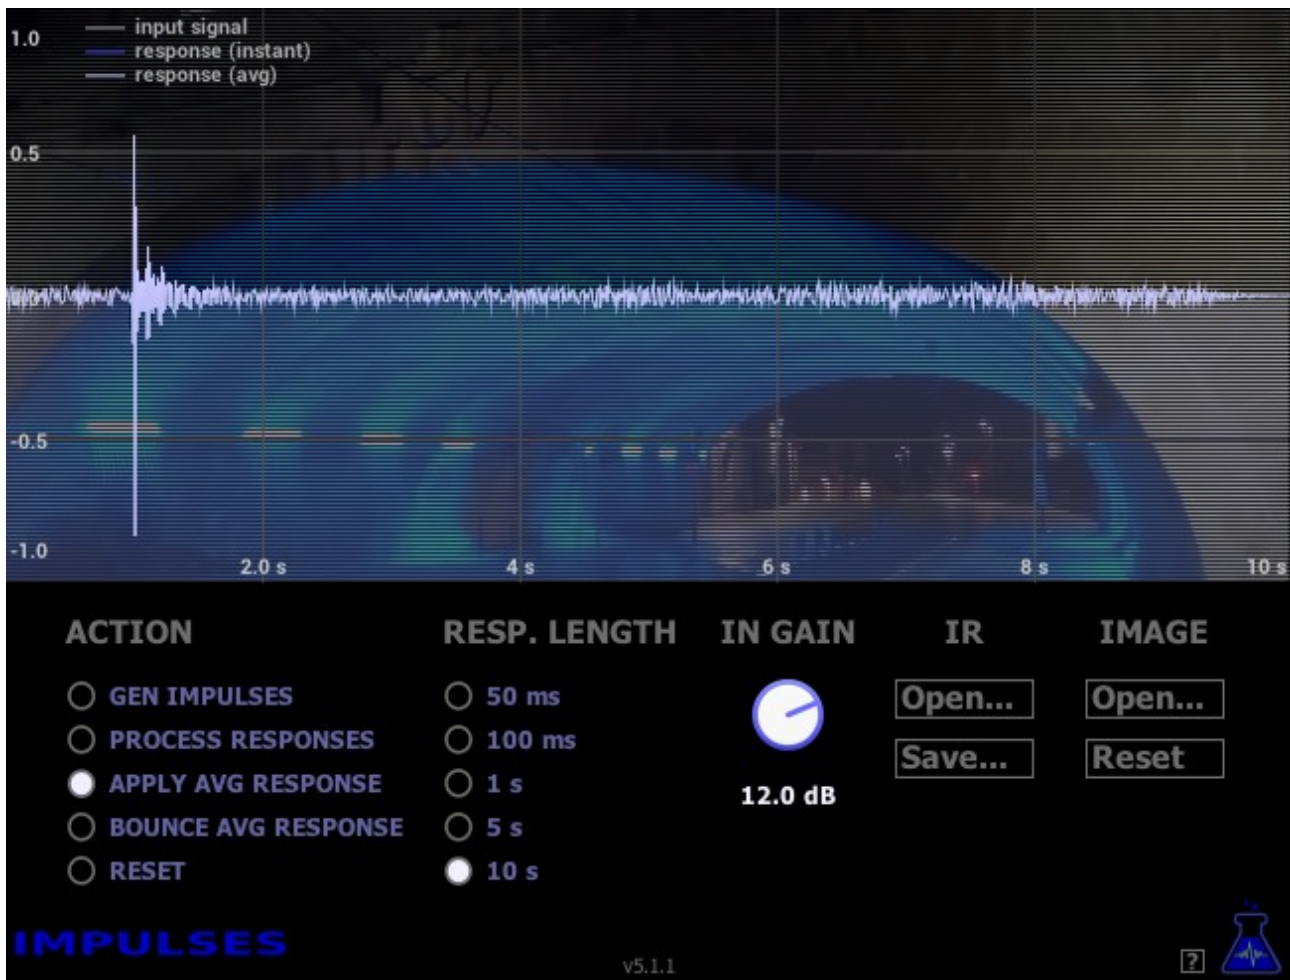 1.0
input signal
response (instant)
response (avg)
0.5
-0.5
-1.0
2.0 s 4 s 6 s 8 s 10 s
ACTION RESP. LENGTH IN GAIN IR IMAGE
GEN IMPULSES 50 ms Open... Open...
PROCESS RESPONSES 100 ms Save... Reset
APPLY AVG RESPONSE 1 s 12.0 dB
BOUNCE AVG RESPONSE 5 s
RESET 10 s
IMPULSES
v5.1.1 ?